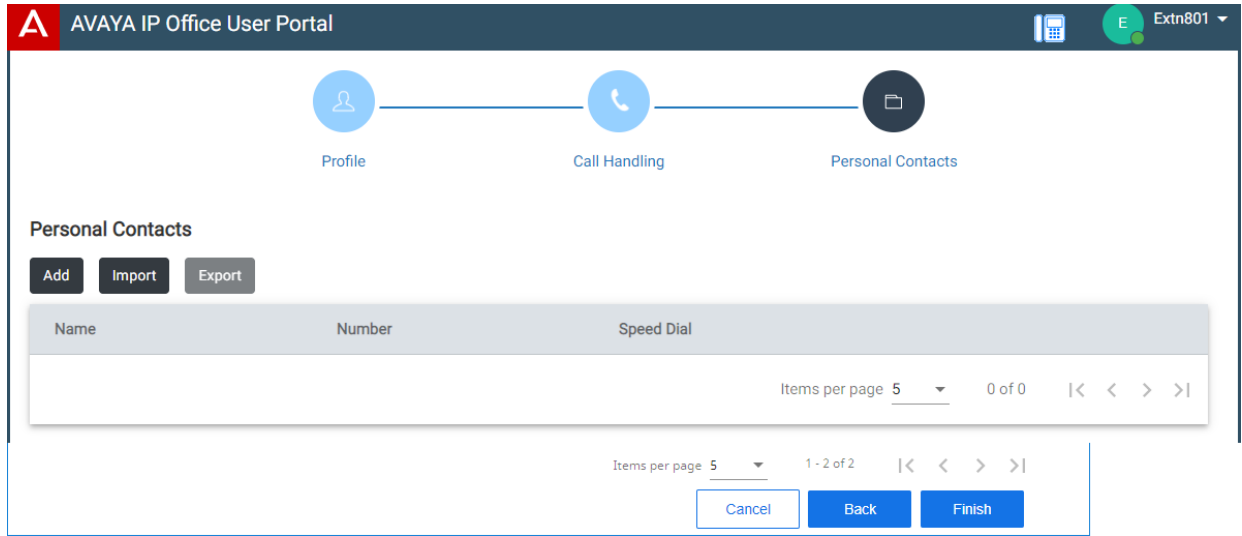 AVAYA IP Office User Portal
E
Extn801
Profile
Call Handling
Personal Contacts
Personal Contacts
Add Import Export
Name Number Speed Dial
Items per page 5 0 of 0
Items per page 5 1 - 2 of 2
Cancel Back Finish